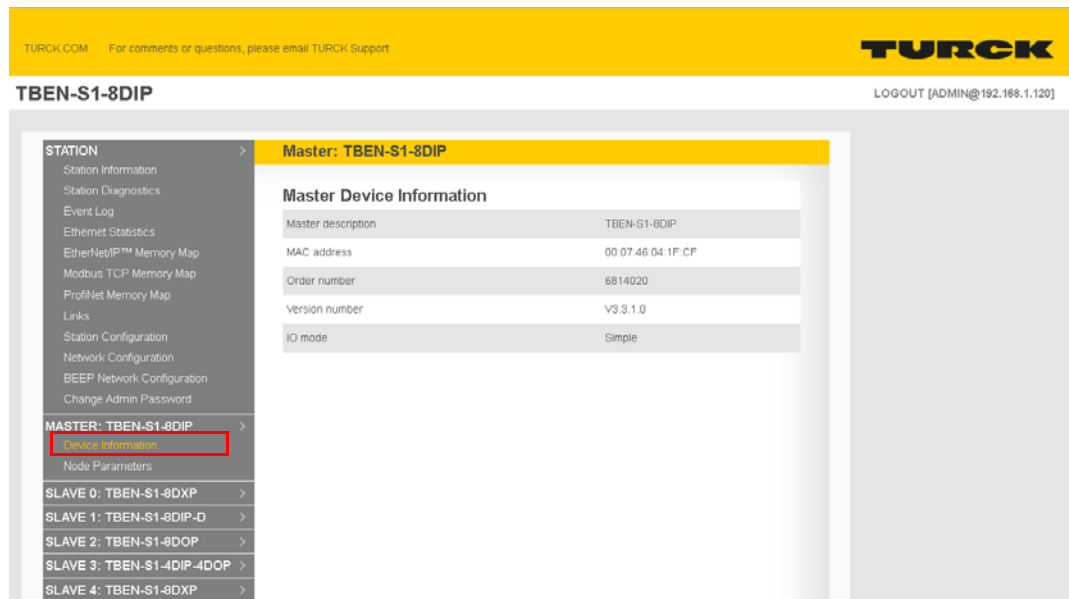 TURCK.COM For comments or questions, please email TURCK Support
TURCK
TBEN-S1-8DIP
LOGOUT [ADMIN@192.168.1.120]
STATION >
Station Information
Station Diagnostics
Event Log
Ethernet Statistics
EtherNet/IP™ Memory Map
Modbus TCP Memory Map
ProfiNet Memory Map
Links
Station Configuration
Network Configuration
BEEP Network Configuration
Change Admin Password
MASTER: TBEN-S1-8DIP >
Device Information
Node Parameters
SLAVE 0: TBEN-S1-8DXP >
SLAVE 1: TBEN-S1-8DIP-D >
SLAVE 2: TBEN-S1-8DOP >
SLAVE 3: TBEN-S1-4DIP-4DOP >
SLAVE 4: TBEN-S1-8DXP >
Master: TBEN-S1-8DIP
Master Device Information
Master description TBEN-S1-8DIP
MAC address 00:07:46:04:1F:CF
Order number 6814020
Version number V3.3.1.0
IO mode Simple